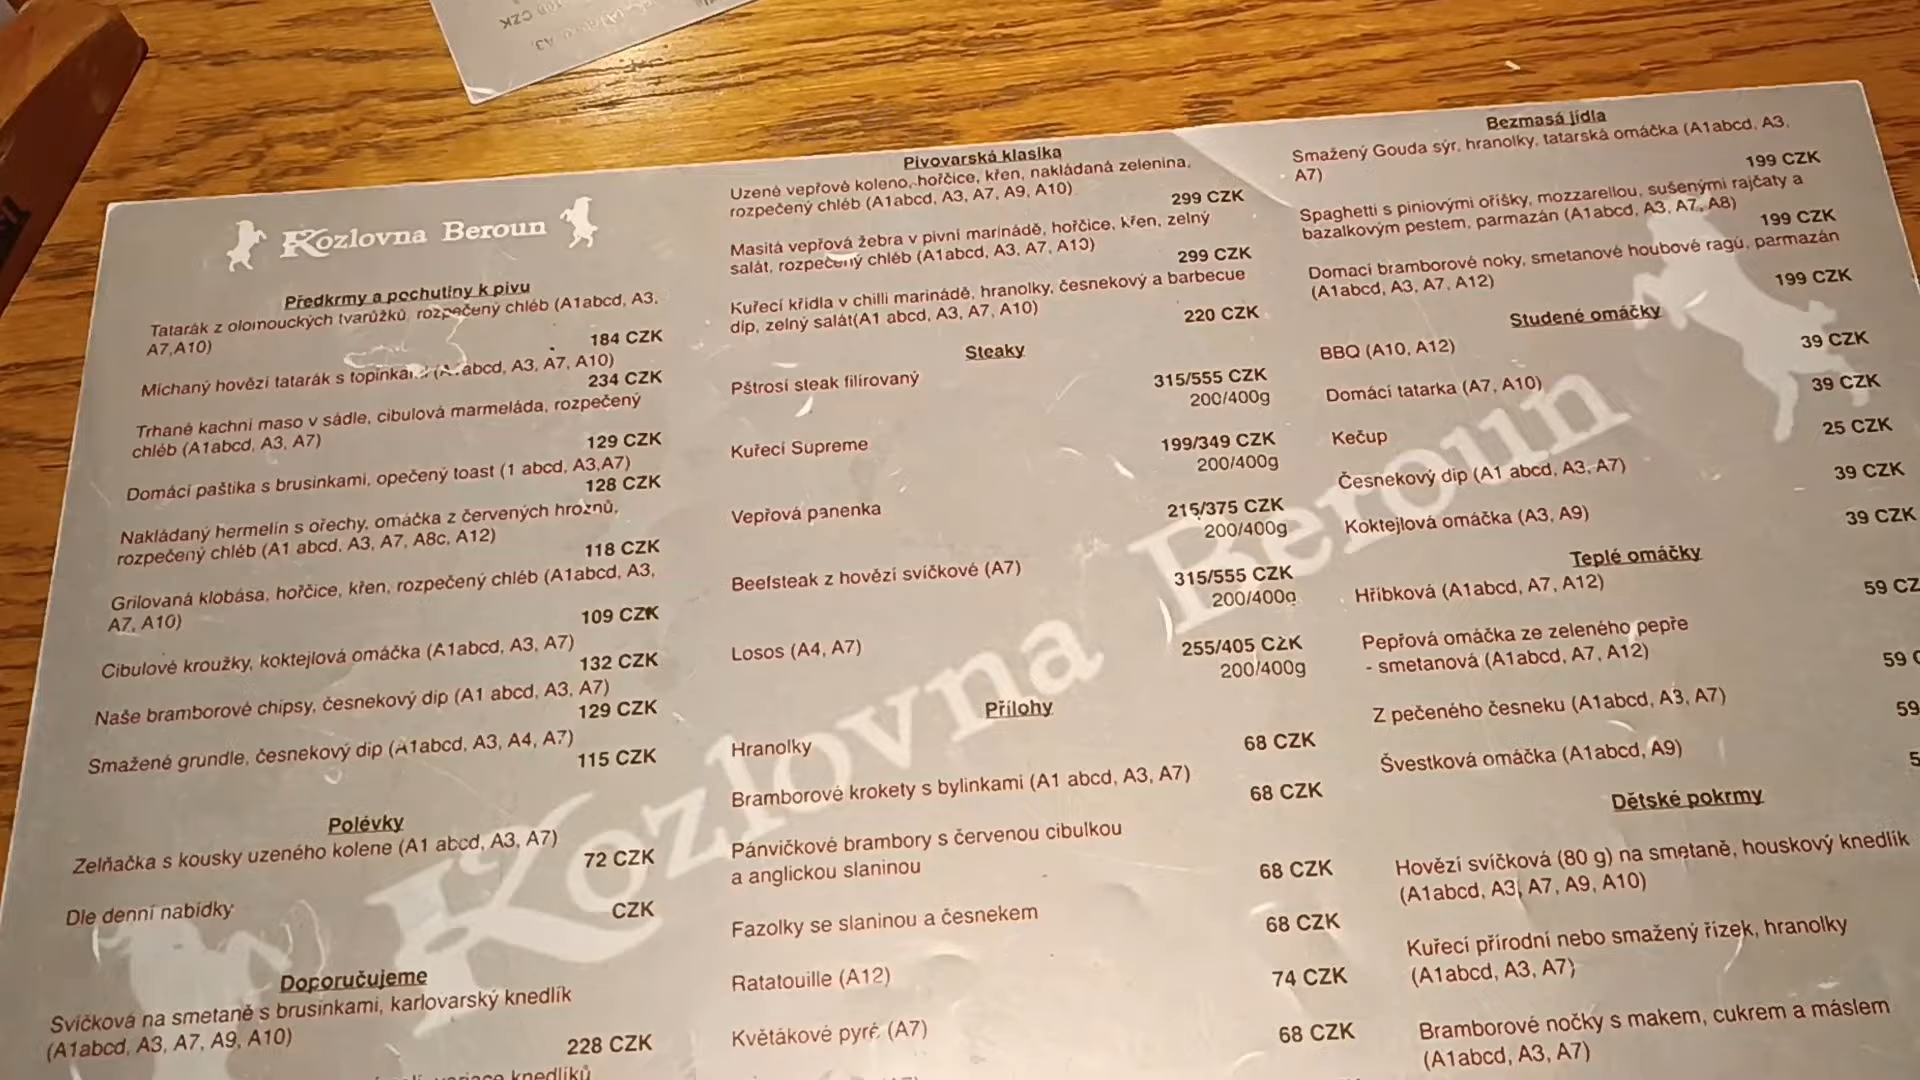 Kozlovna Beroun
Předkrmy a pochutiny k pivu
Tatarák z olomouckých tvarůžků, rozpečený chléb (A1abcd, A3,
A7,A10)
184 CZK
Míchaný hovězí tatarák s (A1abcd, A3, A7, A10)
234 CZK
Trhané kachní maso v sádle, cibulová marmeláda, rozpečený
chléb (A1abcd, A3, A7)
129 CZK
Domácí paštika s brusinkami, opečený toast (1 abcd, A3,A7)
128 CZK
Nakládaný hermelín s ořechy, omáčka z červených hroznů,
rozpečený chléb (A1 abcd, A3, A7, A8c, A12)
118 CZK
Grilovaná klobása, hořčice, křen, rozpečený chléb (A1abcd, A3,
A7, A10)
109 CZK
Cibulové kroužky, koktejlová omáčka (A1abcd, A3, A7)
132 CZK
Naše bramborové chipsy, česnekový dip (A1 abcd, A3, A7)
129 CZK
Smažené grundle, česnekový dip (A1abcd, A3, A4, A7)
115 CZK
Polévky
Zelňačka s kousky uzeného kolene (A1 abcd, A3, A7)
72 CZK
Dle denní nabídky
CZK
Doporučujeme
Svíčková na smetaně s brusinkami, karlovarský knedlík
(A1abcd, A3, A7, A9, A10)
228 CZK
knedlíků
Pivovarská klasika
Uzené vepřové koleno, hořčice, křen, nakládaná zelenina,
rozpečený chléb (A1abcd, A3, A7, A9, A10)
299 CZK
Masitá vepřová žebra v pivní marinádě, hořčice, křen, zelný
salát, rozpečený chléb (A1abcd, A3, A7, A10)
299 CZK
Kuřecí křídla v chilli marinádě, hranolky, česnekový a barbecue
dip, zelný salát(A1 abcd, A3, A7, A10)
220 CZK
Steaky
Pštrosí steak filírovaný
315/555 CZK
200/400g
Kuřecí Supreme
199/349 CZK
200/400g
Vepřová panenka
215/375 CZK
200/400g
Beefsteak z hovězí svíčkové (A7)
315/555 CZK
200/400g
Losos (A4, A7)
255/405 CZK
200/400g
Přílohy
Hranolky
68 CZK
Bramborové krokety s bylinkami (A1 abcd, A3, A7)
68 CZK
Pánvičkové brambory s červenou cibulkou
a anglickou slaninou
68 CZK
Fazolky se slaninou a česnekem
68 CZK
Ratatouille (A12)
74 CZK
Květákové pyré (A7)
68 CZK
Bezmasá jídla
Smažený Gouda sýr, hranolky, tatarská omáčka (A1abcd, A3,
A7)
199 CZK
Spaghetti s piniovými oříšky, mozzarellou, sušenými rajčaty a
bazalkovým pestem, parmazán (A1abcd, A3, A7, A8)
199 CZK
Domácí bramborové noky, smetanové houbové ragú, parmazán
(A1abcd, A3, A7, A12)
199 CZK
Studené omáčky
BBQ (A10, A12)
39 CZK
Domácí tatarka (A7, A10)
39 CZK
Kečup
25 CZK
Česnekový dip (A1 abcd, A3, A7)
39 CZK
Koktejlová omáčka (A3, A9)
39 CZK
Teplé omáčky
Hříbková (A1abcd, A7, A12)
59 CZ
Pepřová omáčka ze zeleného pepře
- smetanová (A1abcd, A7, A12)
59
Z pečeného česneku (A1abcd, A3, A7)
59
Švestková omáčka (A1abcd, A9)
5
Dětské pokrmy
Hovězí svíčková (80 g) na smetaně, houskový knedlík
(A1abcd, A3, A7, A9, A10)
Kuřecí přírodní nebo smažený řízek, hranolky
(A1abcd, A3, A7)
Bramborové nočky s makem, cukrem a máslem
(A1abcd, A3, A7)
Kozlovna Beroun
CZK
A3,